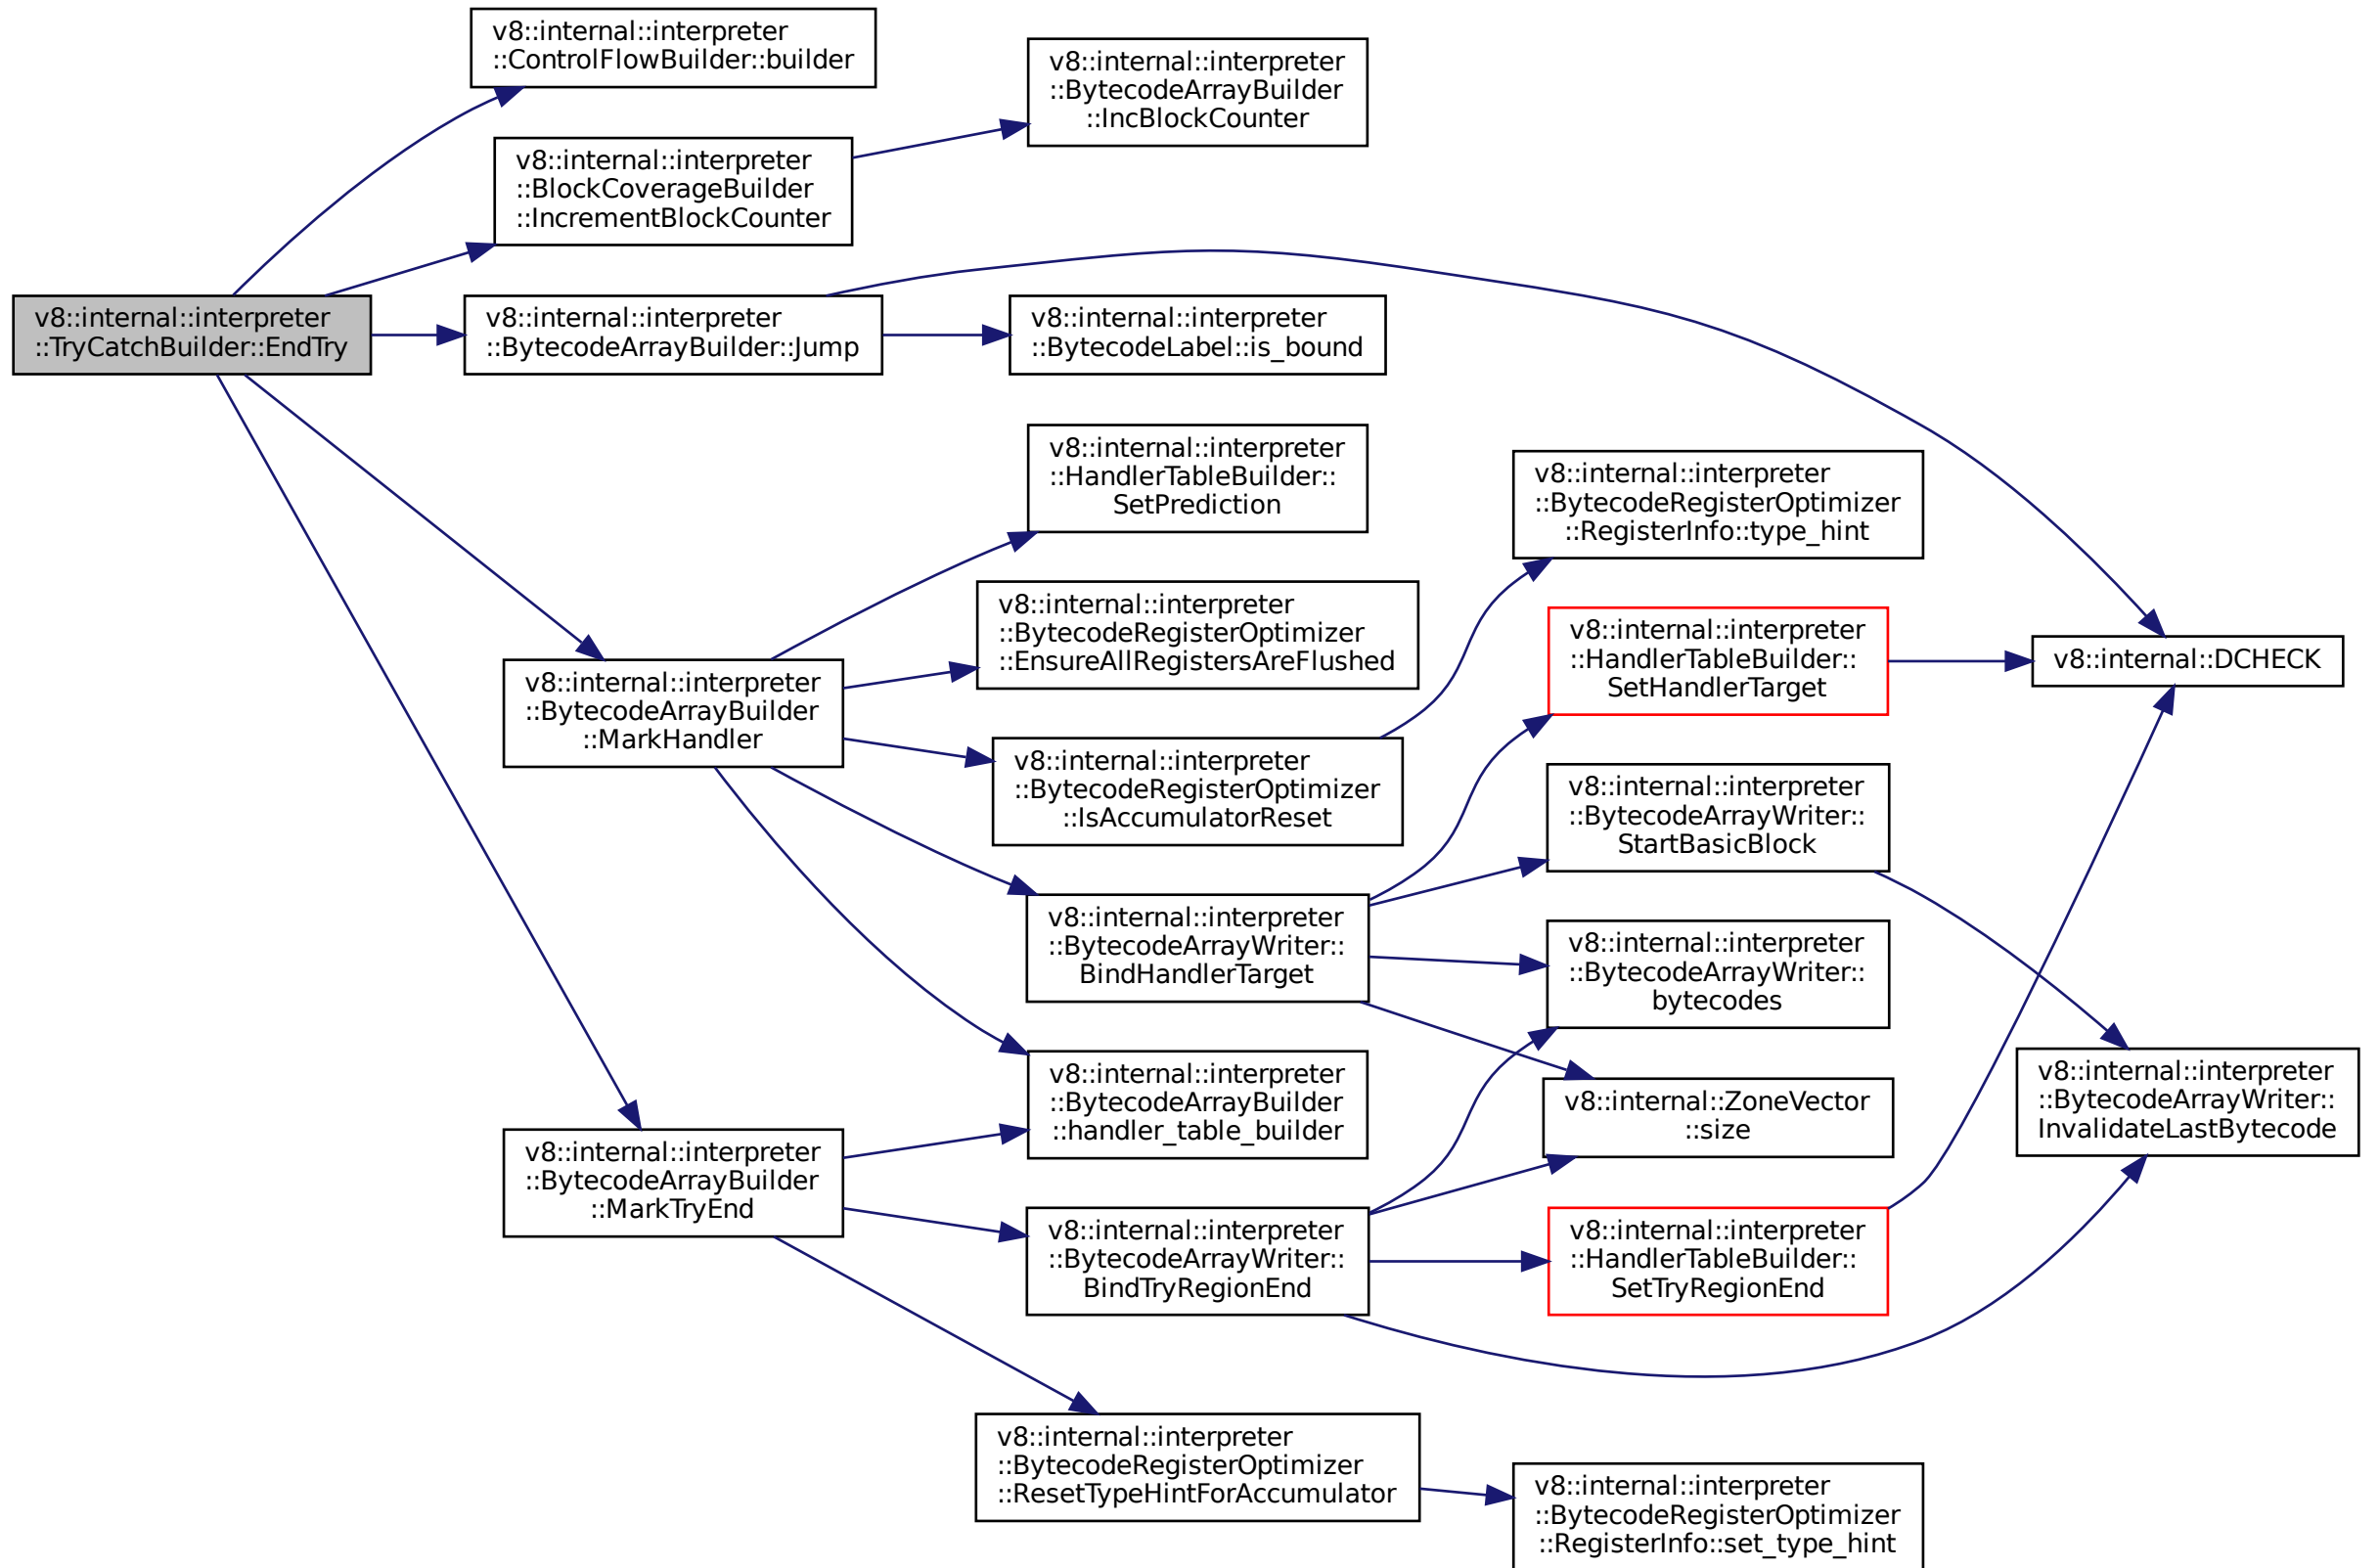 v8::internal::interpreter
::TryCatchBuilder::EndTry
v8::internal::interpreter
::ControlFlowBuilder::builder
v8::internal::interpreter
::BlockCoverageBuilder
::IncrementBlockCounter
v8::internal::interpreter
::BytecodeArrayBuilder
::IncBlockCounter
v8::internal::interpreter
::BytecodeArrayBuilder::Jump
v8::internal::interpreter
::BytecodeLabel::is_bound
v8::internal::interpreter
::HandlerTableBuilder::
SetPrediction
v8::internal::interpreter
::BytecodeRegisterOptimizer
::RegisterInfo::type_hint
v8::internal::interpreter
::BytecodeRegisterOptimizer
::EnsureAllRegistersAreFlushed
v8::internal::interpreter
::HandlerTableBuilder::
SetHandlerTarget
v8::internal::DCHECK
v8::internal::interpreter
::BytecodeArrayBuilder
::MarkHandler
v8::internal::interpreter
::BytecodeRegisterOptimizer
::IsAccumulatorReset
v8::internal::interpreter
::BytecodeArrayWriter::
StartBasicBlock
v8::internal::interpreter
::BytecodeArrayWriter::
BindHandlerTarget
v8::internal::interpreter
::BytecodeArrayWriter::
bytecodes
v8::internal::interpreter
::BytecodeArrayBuilder
::handler_table_builder
v8::internal::ZoneVector
::size
v8::internal::interpreter
::BytecodeArrayWriter::
InvalidateLastBytecode
v8::internal::interpreter
::BytecodeArrayBuilder
::MarkTryEnd
v8::internal::interpreter
::BytecodeArrayWriter::
BindTryRegionEnd
v8::internal::interpreter
::HandlerTableBuilder::
SetTryRegionEnd
v8::internal::interpreter
::BytecodeRegisterOptimizer
::ResetTypeHintForAccumulator
v8::internal::interpreter
::BytecodeRegisterOptimizer
::RegisterInfo::set_type_hint